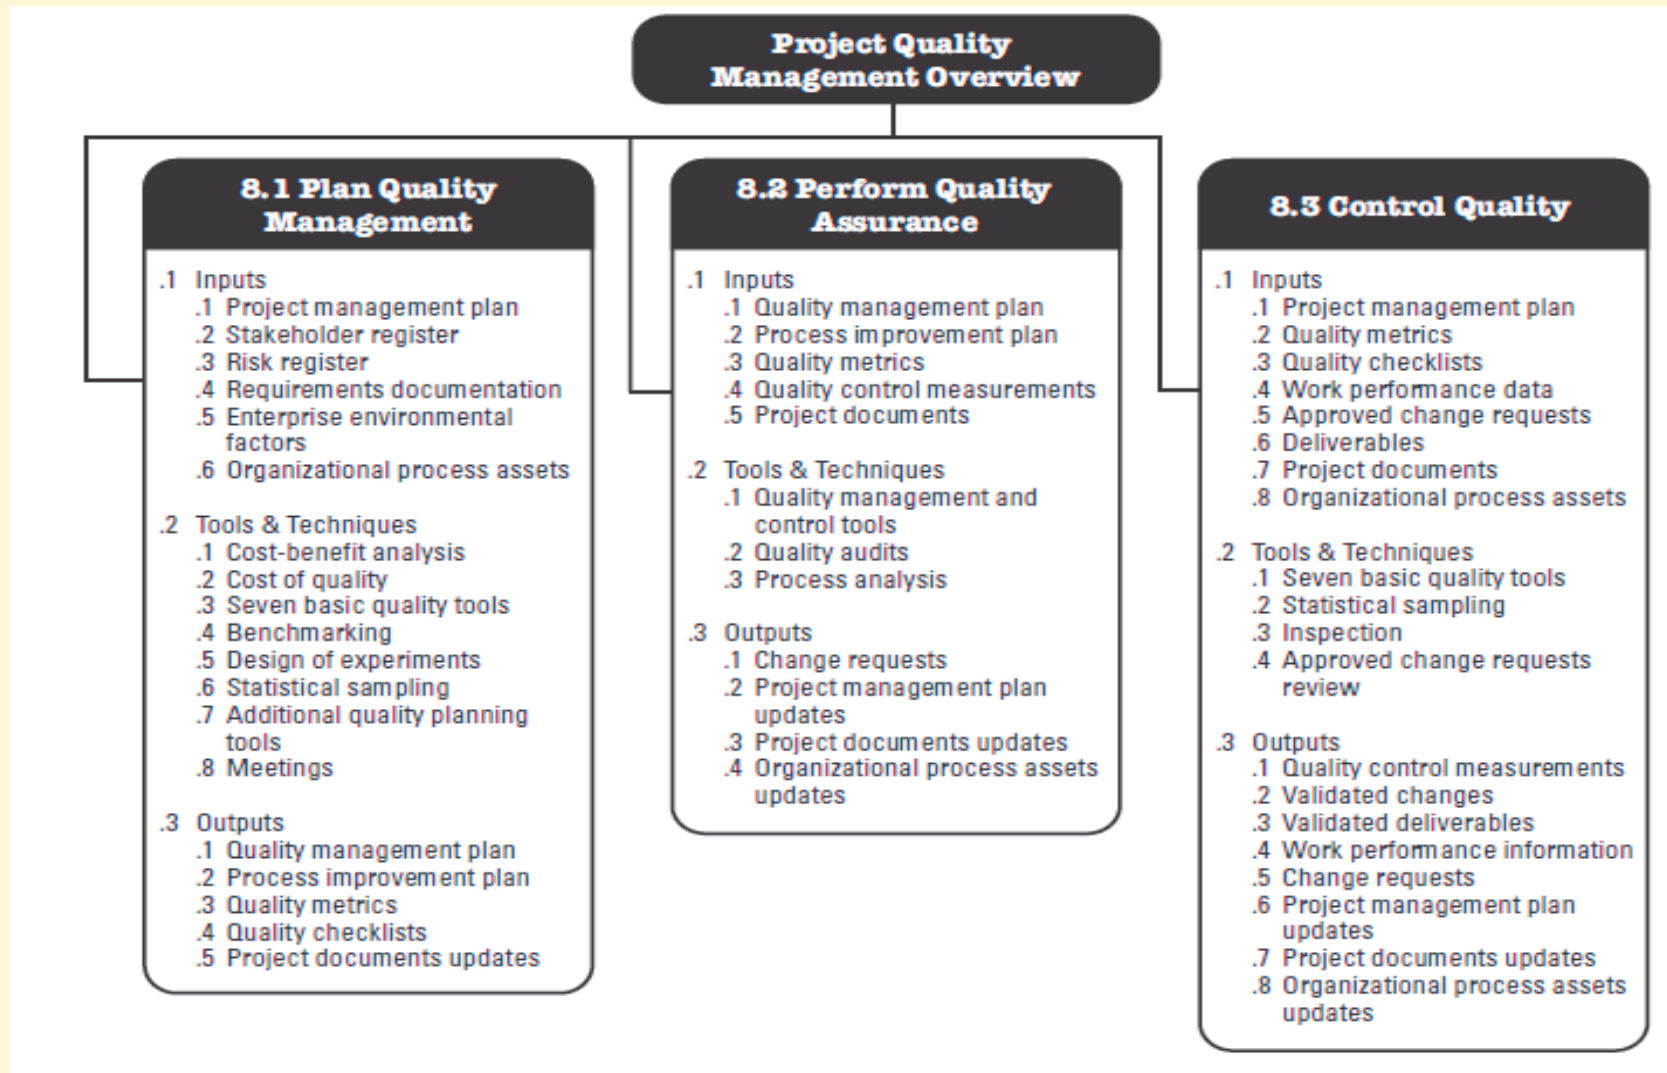 Project Quality
Management Overview
8.1 Plan Quality
Management
.1 Inputs
.1 Project management plan
.2 Stakeholder register
.3 Risk register
.4 Requirements documentation
.5 Enterprise environmental
factors
.6 Organizational process assets
.2 Tools & Techniques
.1 Cost-benefit analysis
.2 Cost of quality
.3 Seven basic quality tools
.4 Benchmarking
.5 Design of experiments
.6 Statistical sampling
.7 Additional quality planning
tools
.8 Meetings
.3 Outputs
.1 Quality management plan
.2 Process improvement plan
.3 Quality metrics
.4 Quality checklists
.5 Project documents updates
8.2 Perform Quality
Assurance
.1 Inputs
.1 Quality management plan
.2 Process improvement plan
.3 Quality metrics
.4 Quality control measurements
.5 Project documents
.2 Tools & Techniques
.1 Quality management and
control tools
.2 Quality audits
.3 Process analysis
.3 Outputs
.1 Change requests
.2 Project management plan
updates
.3 Project documents updates
.4 Organizational process assets
updates
8.3 Control Quality
.1 Inputs
.1 Project management plan
.2 Quality metrics
.3 Quality checklists
.4 Work performance data
.5 Approved change requests
.6 Deliverables
.7 Project documents
.8 Organizational process assets
.2 Tools & Techniques
.1 Seven basic quality tools
.2 Statistical sampling
.3 Inspection
.4 Approved change requests
review
.3 Outputs
.1 Quality control measurements
.2 Validated changes
.3 Validated deliverables
.4 Work performance information
.5 Change requests
.6 Project management plan
updates
.7 Project documents updates
.8 Organizational process assets
updates